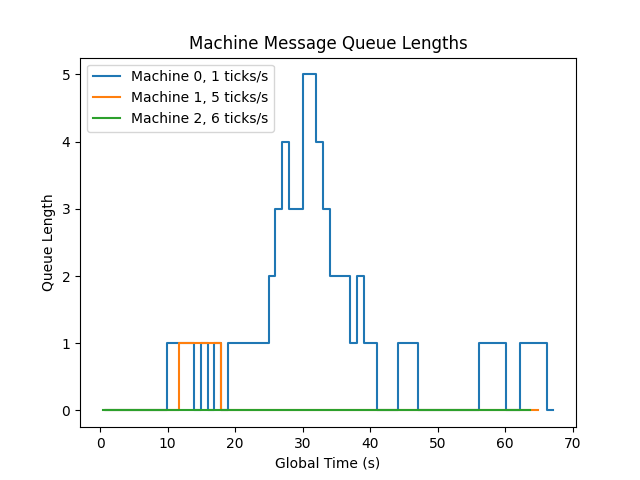 Machine Message Queue Lengths
Machine 0, 1 ticks/s
Machine 1, 5 ticks/s
Machine 2, 6 ticks/s
Queue Length
5
4
3
2
1
0
0 10 20 30 40 50 60 70
Global Time (s)